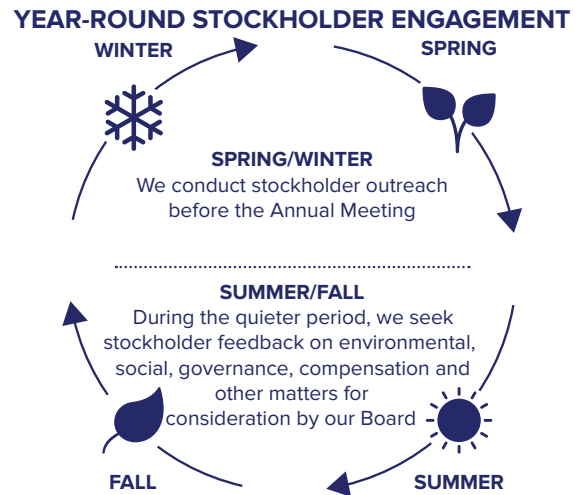 YEAR-ROUND STOCKHOLDER ENGAGEMENT
WINTER
SPRING
SPRING/WINTER
We conduct stockholder outreach
before the Annual Meeting
SUMMER/FALL
During the quieter period, we seek
stockholder feedback on environmental,
social, governance, compensation and
other matters for
consideration by our Board
FALL
SUMMER